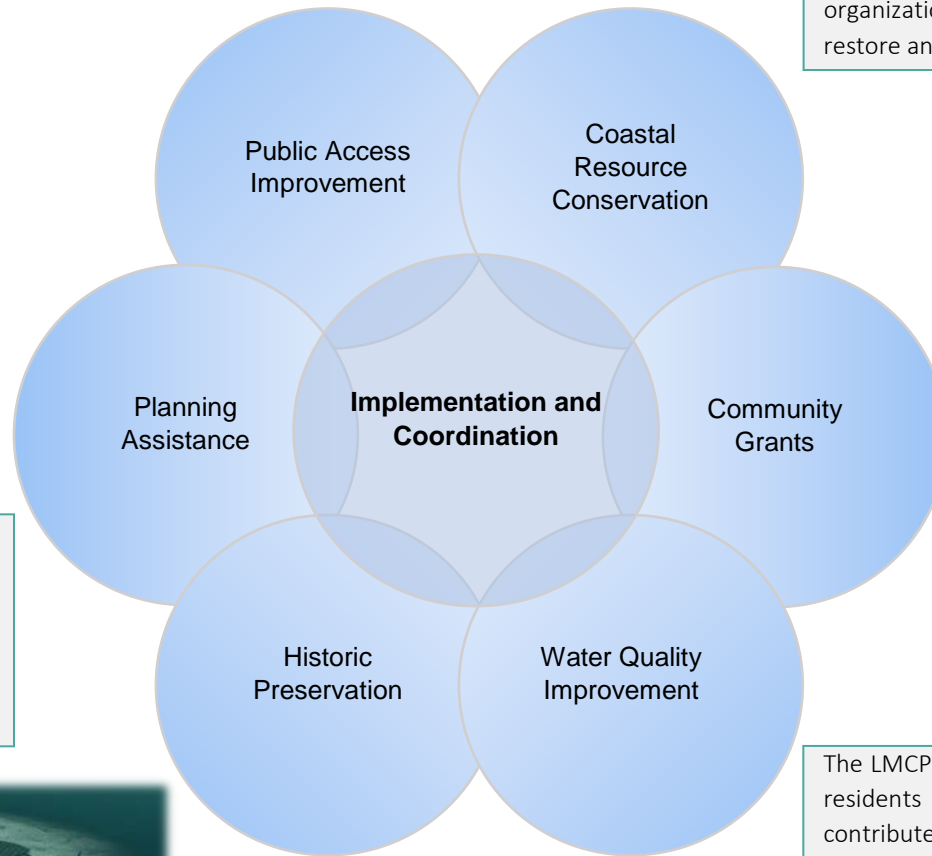 restore an
Public Access
Improvement
Coastal
Resource
Conservation
Planning
Assistance
Implementation and
Coordination
Community
Grants
Historic
Preservation
Water Quality
Improvement
The LMCP
residents
contribute